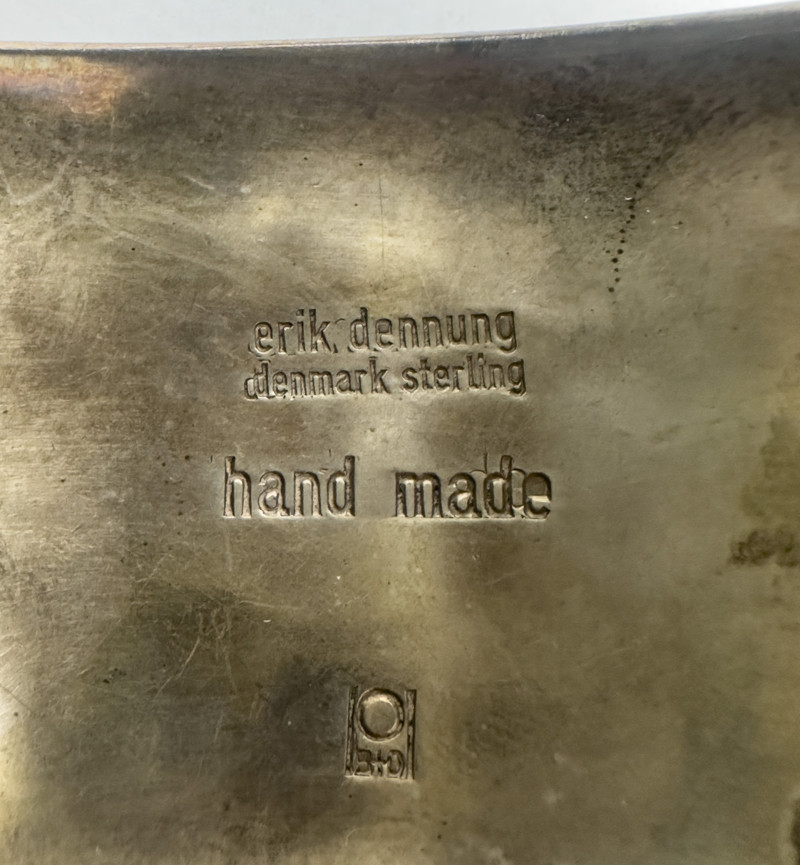 erik dennung
denmark sterling
hand made
B+D